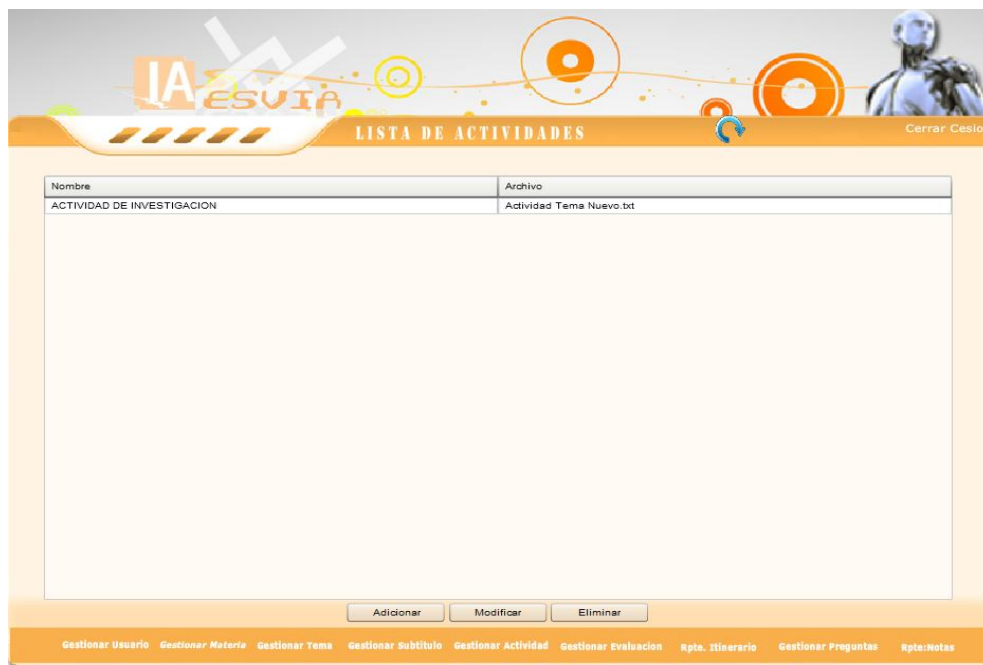 IA
ESVIA
LISTA DE ACTIVIDADES
Cerrar Cesio
Nombre Archivo
ACTIVIDAD DE INVESTIGACION Actividad Tema Nuevo.txt
Adicionar Modificar Eliminar
Gestionar Usuario Gestionar Materia Gestionar Tema Gestionar Subtitulo Gestionar Actividad Gestionar Evaluacion Rpte. Itinerario Gestionar Preguntas Rpte:Notas